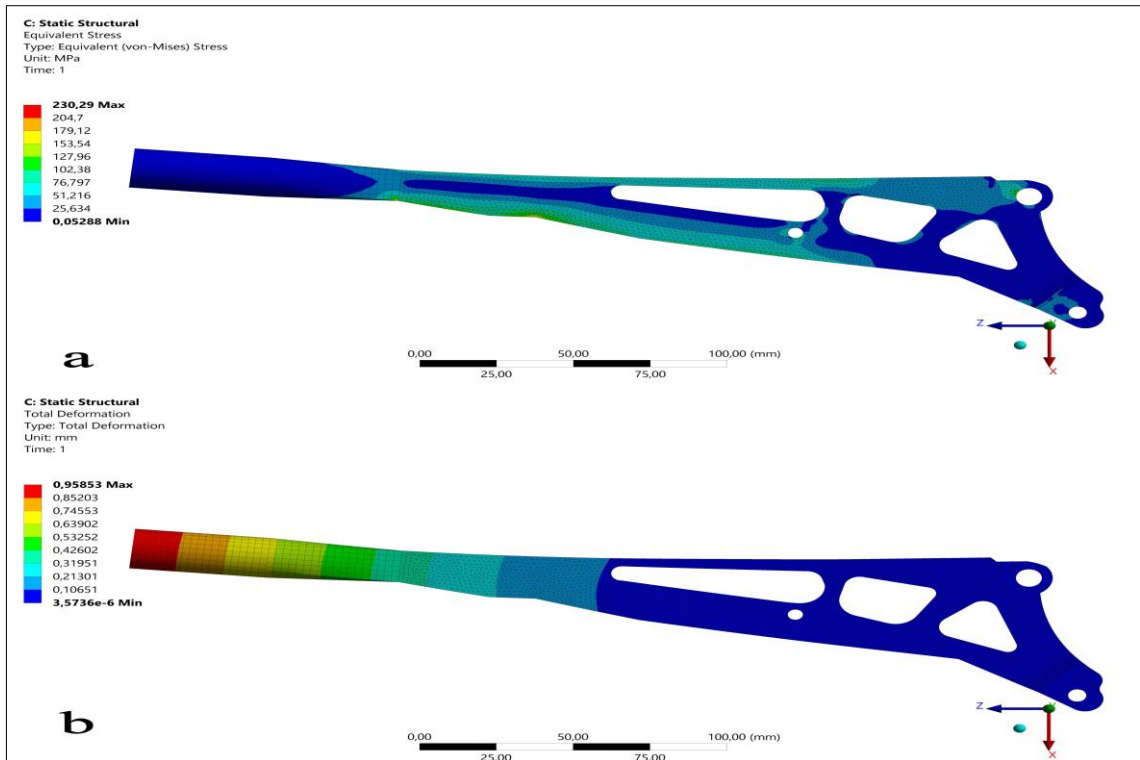 C: Static Structural
Equivalent Stress
Type: Equivalent (von-Mises) Stress
Unit: MPa
Time: 1
230,29 Max
204,7
179,12
153,54
127,96
102,38
76,797
51,216
25,634
0,05288 Min
Z
X
a
0,00 50,00 100,00 (mm)
25,00 75,00
C: Static Structural
Total Deformation
Type: Total Deformation
Unit: mm
Time: 1
0,95853 Max
0,85203
0,74553
0,63902
0,53252
0,42602
0,31951
0,21301
0,10651
3,5736e-6 Min
Z
X
b
0,00 50,00 100,00 (mm)
25,00 75,00